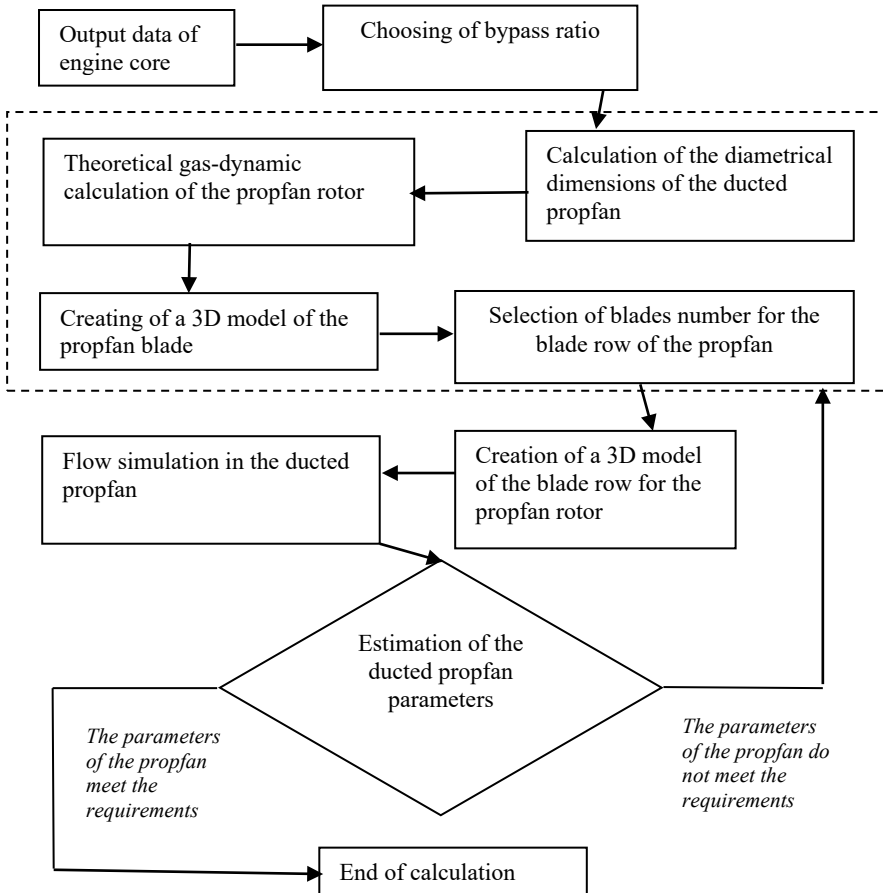 Output data of
engine core
Choosing of bypass ratio
Calculation of the diametrical
dimensions of the ducted
propfan
Theoretical gas-dynamic
calculation of the propfan rotor
Creating of a 3D model of the
propfan blade
Selection of blades number for the
blade row of the propfan
Creation of a 3D model
of the blade row for the
propfan rotor
Flow simulation in the ducted
propfan
Estimation of the
ducted propfan
parameters
The parameters
of the propfan
meet the
requirements
The parameters
of the propfan do
not meet the
requirements
End of calculation